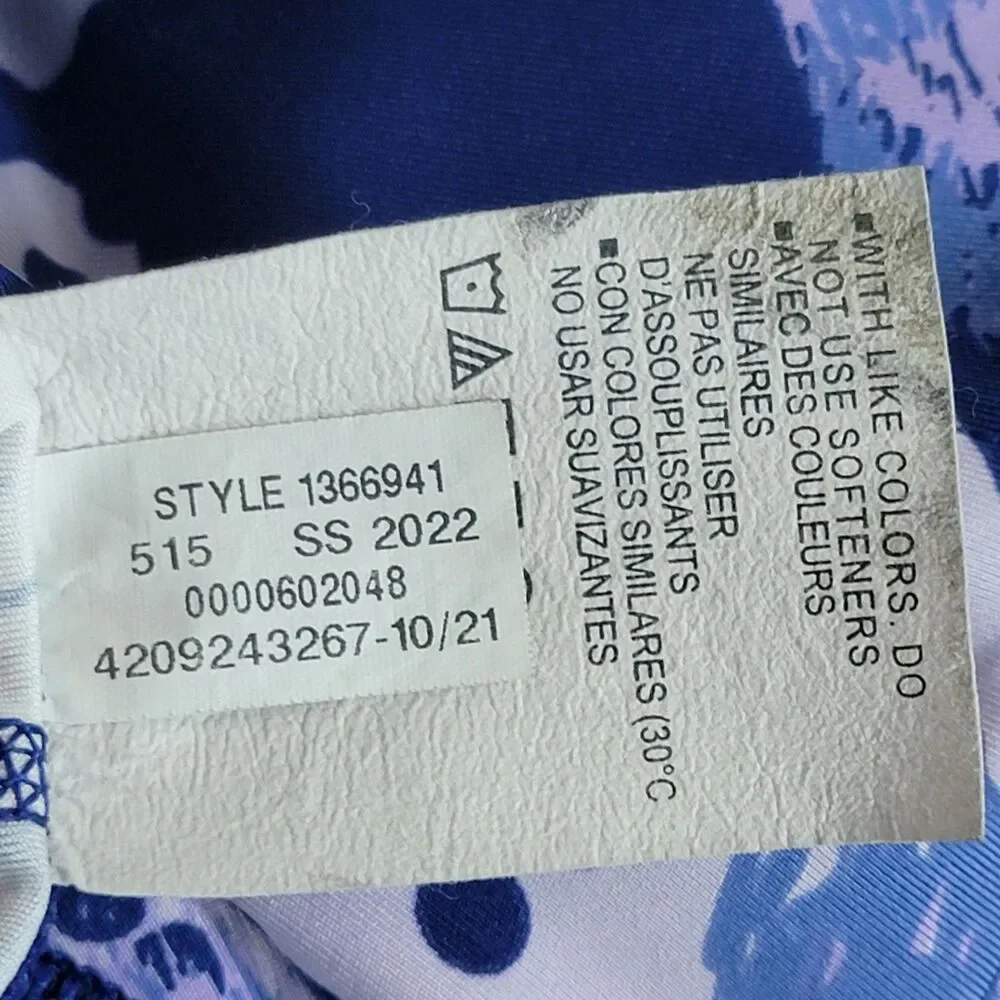 ■WITH LIKE COLORS. DO
NOT USE SOFTENERS
■AVEC DES COULEURS
SIMILAIRES
NE PAS UTILISER
D'ASSOUPLISSANTS
■CON COLORES SIMILARES (30°C
NO USAR SUAVIZANTES
STYLE 1366941
515 SS 2022
0000602048
4209243267-10/21